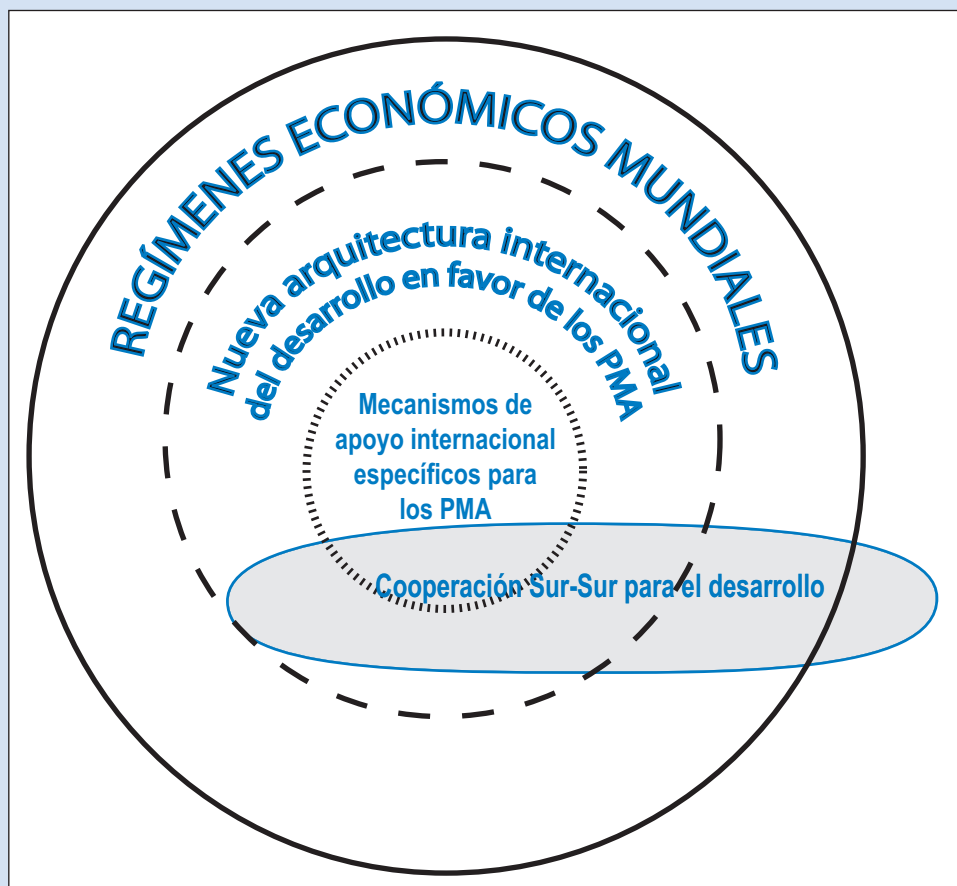 REGÍMENES ECONÓMICOS MUNDIALES
Nueva arquitectura internacional
del desarrollo en favor de los PMA
Mecanismos de
apoyo internacional
específicos para
los PMA
Cooperación Sur-Sur para el desarrollo